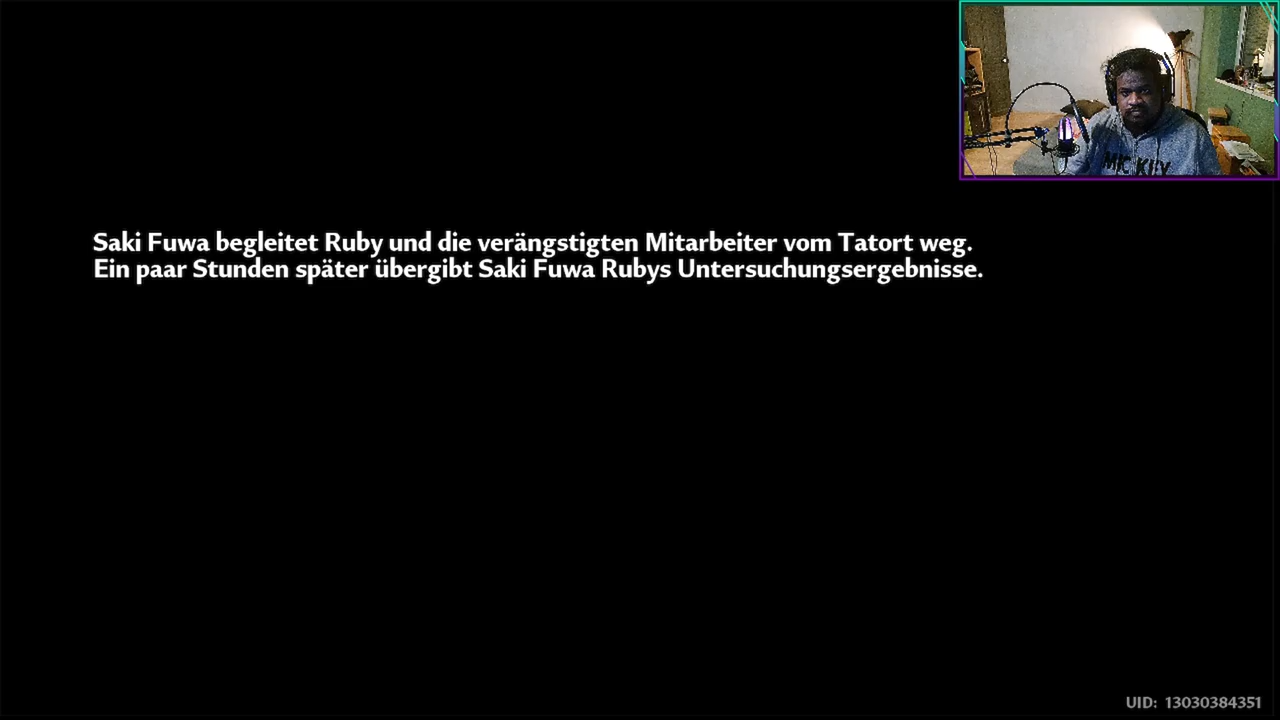 Saki Fuwa begleitet Ruby und die verängstigten Mitarbeiter vom Tatort weg.
Ein paar Stunden später übergibt Saki Fuwa Rubys Untersuchungsergebnisse.
MICKEY
UID: 13030384351